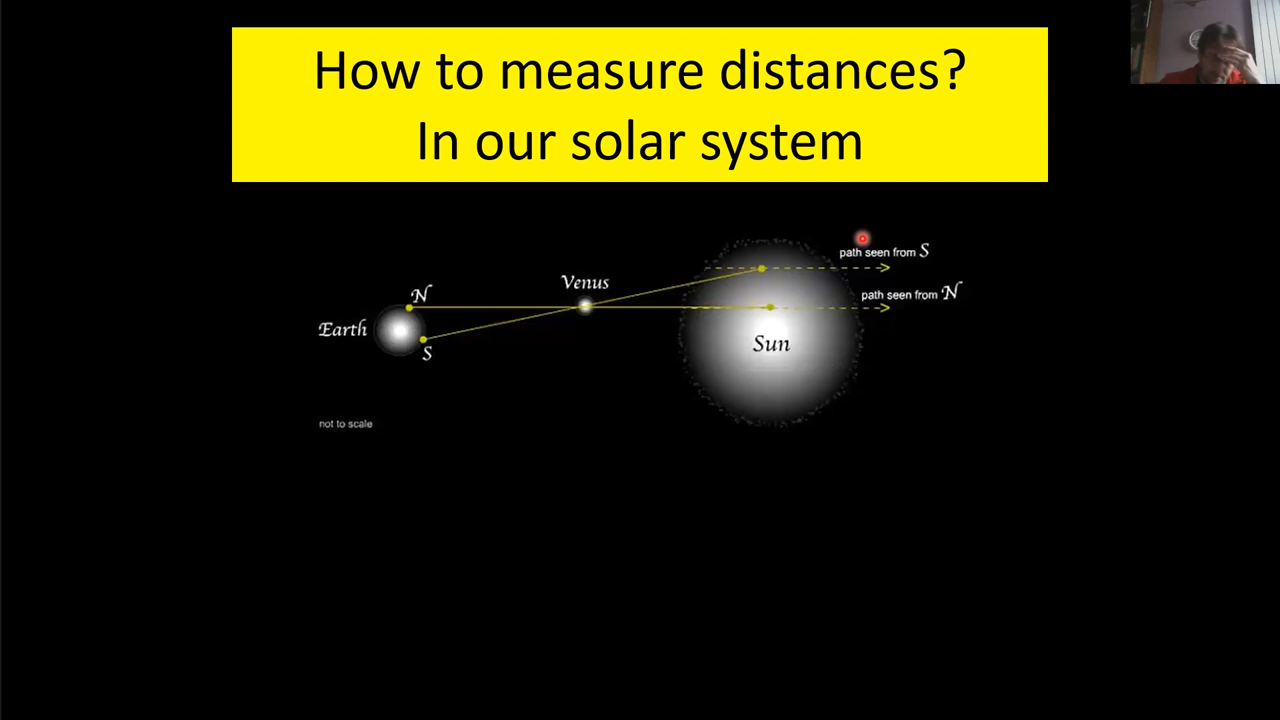 How to measure distances?
In our solar system
path seen from S
Venus
N
path seen from N
Earth
Sun
S
not to scale